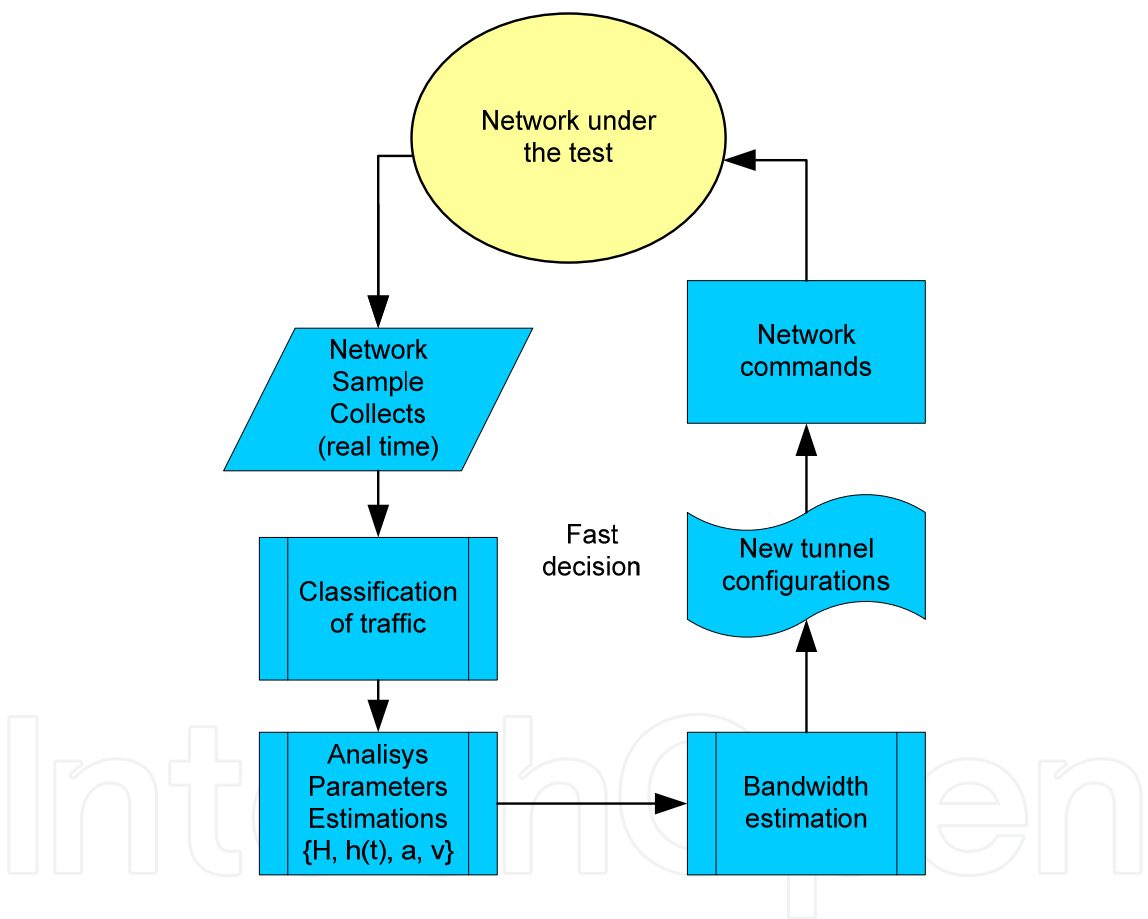 Network under
the test
Network
Sample
Collects
(real time)
Network
commands
Fast
decision
New tunnel
configurations
Classification
of traffic
Analisys
Parameters
Estimations
{H, h(t), a, v}
Bandwidth
estimation
IntechOpen